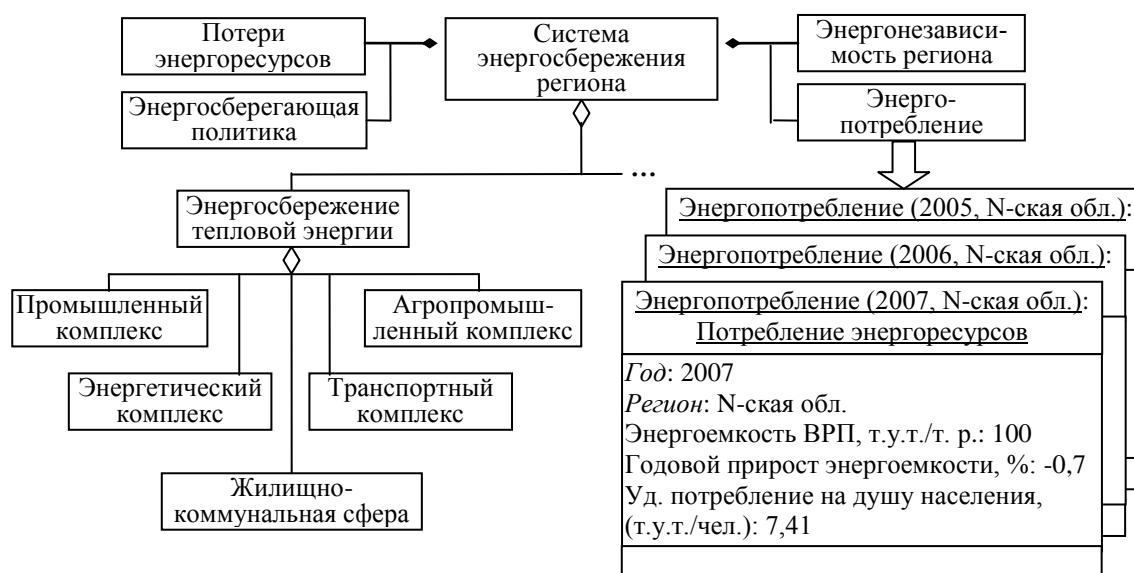 Потери
энергоресурсов
Система
энергосбережения
региона
Энергонезависи-
мость региона
Энергосберегающая
политика
Энерго-
потребление
...
Энергосбережение
тепловой энергии
Энергопотребление (2005, N-ская обл.):
Энергопотребление (2006, N-ская обл.):
Энергопотребление (2007, N-ская обл.):
Потребление энергоресурсов
Промышленный
комплекс
Агропромыш-
ленный комплекс
Энергетический
комплекс
Транспортный
комплекс
Жилищно-
коммунальная сфера
Год: 2007
Регион: N-ская обл.
Энергоемкость ВРП, т.у.т./т. р.: 100
Годовой прирост энергоемкости, %: -0,7
Уд. потребление на душу населения,
(т.у.т./чел.): 7,41